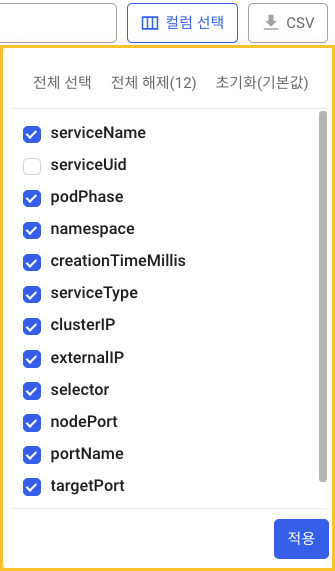 컬럼 선택
CSV
전체 선택 전체 해제(12) 초기화(기본값)
serviceName
serviceUid
podPhase
namespace
creationTimeMillis
serviceType
clusterIP
externalIP
selector
nodePort
portName
targetPort
적용